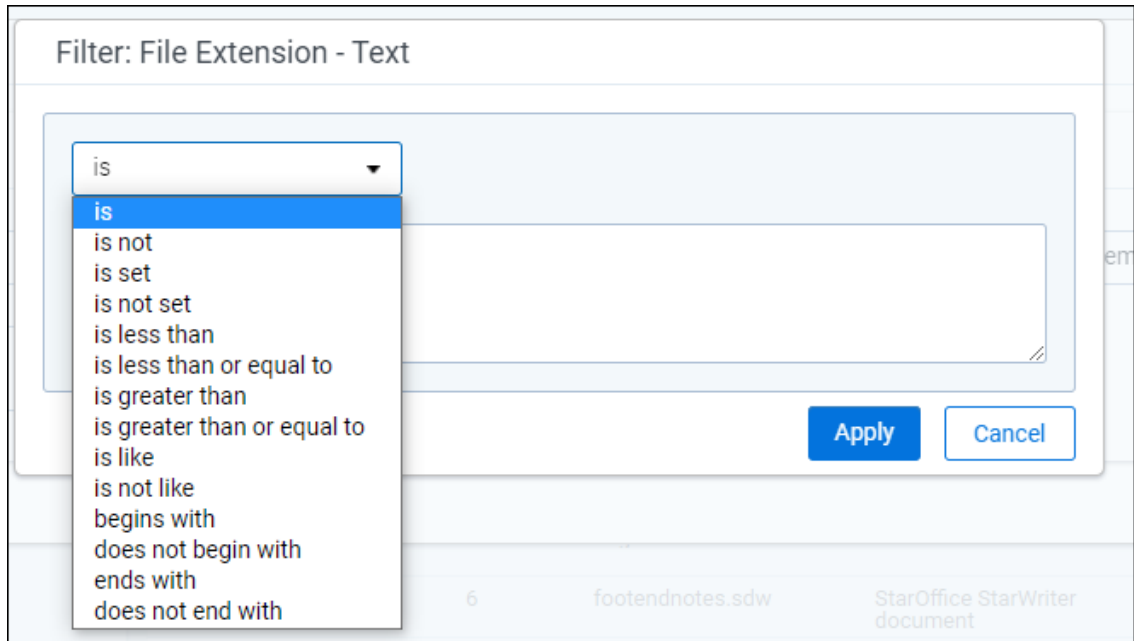 Filter: File Extension - Text
is
is
is not
is set
is not set
is less than
is less than or equal to
is greater than
is greater than or equal to
is like
is not like
begins with
does not begin with
ends with
does not end with
em
Apply
Cancel
6
footendnotes.sdw
StarOffice StarWriter
document